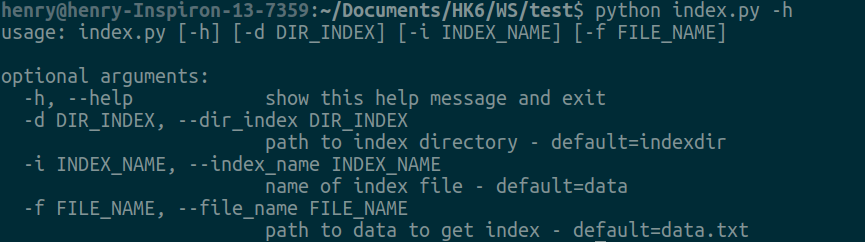 henry@henry-Inspiron-13-7359:~/Documents/HK6/WS/test$ python index.py -h
usage: index.py [-h] [-d DIR_INDEX] [-i INDEX_NAME] [-f FILE_NAME]
optional arguments:
-h, --help show this help message and exit
-d DIR_INDEX, --dir_index DIR_INDEX
path to index directory - default=indexdir
-i INDEX_NAME, --index_name INDEX_NAME
name of index file - default=data
-f FILE_NAME, --file_name FILE_NAME
path to data to get index - default=data.txt